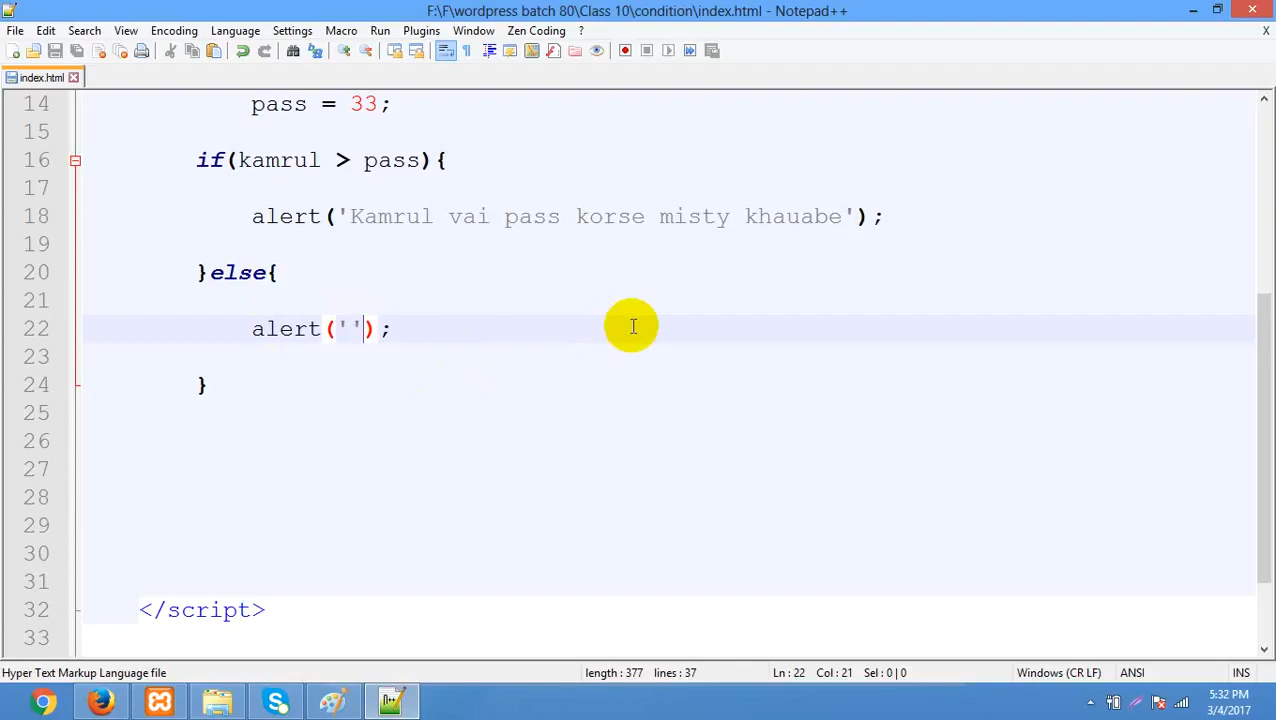 F:\F\wordpress batch 80\Class 10\condition\index.html - Notepad++
File Edit Search View Encoding Language Settings Macro Run Plugins Window Zen Coding ? X
index.html
14 pass = 33;
15
16 if(kamrul > pass){
17
18 alert('Kamrul vai pass korse misty khauabe');
19
20 }else{
21
22 alert('');
23
24 }
25
26
27
28
29
30
31
32 </script>
33
Hyper Text Markup Language file length : 377 lines : 37 Ln : 22 Col : 21 Sel : 0 | 0 Windows (CR LF) ANSI INS
5:32 PM
3/4/2017